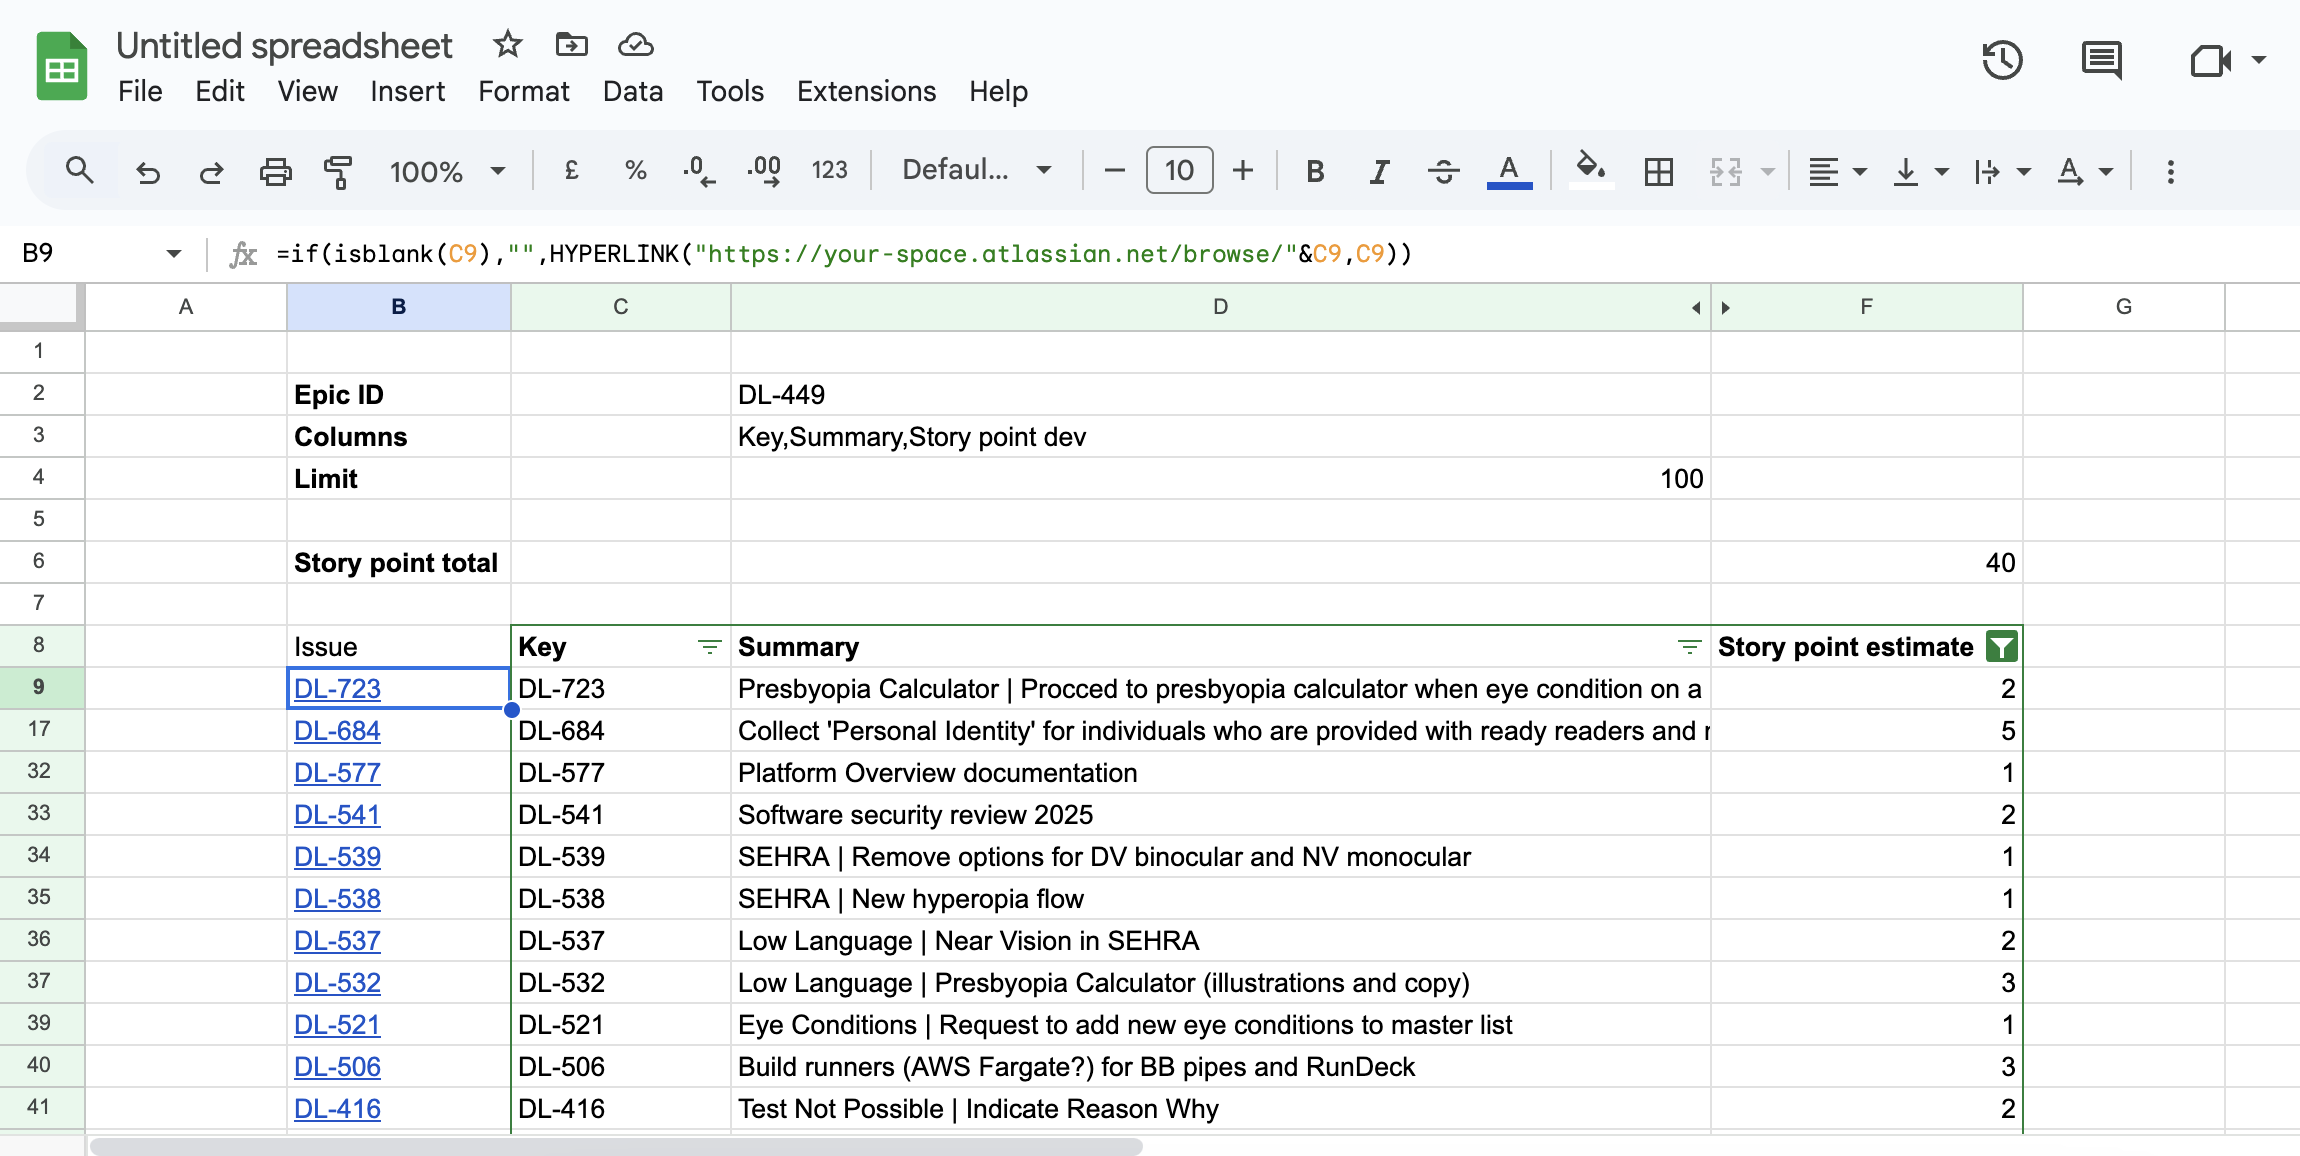 Untitled spreadsheet
File Edit View Insert Format Data Tools Extensions Help
100% £ % .0 .00 123 Defaul... 10 B I S A A
B9 fx =if(isblank(C9),"",HYPERLINK("https://your-space.atlassian.net/browse/"&C9,C9))
A B C D F G
1
2 Epic ID DL-449
3 Columns Key,Summary,Story point dev
4 Limit 100
5
6 Story point total 40
7
8 Issue Key Summary Story point estimate
9 DL-723 DL-723 Presbyopia Calculator | Procced to presbyopia calculator when eye condition on a 2
17 DL-684 DL-684 Collect 'Personal Identity' for individuals who are provided with ready readers and 5
32 DL-577 DL-577 Platform Overview documentation 1
33 DL-541 DL-541 Software security review 2025 2
34 DL-539 DL-539 SEHRA | Remove options for DV binocular and NV monocular 1
35 DL-538 DL-538 SEHRA | New hyperopia flow 1
36 DL-537 DL-537 Low Language | Near Vision in SEHRA 2
37 DL-532 DL-532 Low Language | Presbyopia Calculator (illustrations and copy) 3
39 DL-521 DL-521 Eye Conditions | Request to add new eye conditions to master list 1
40 DL-506 DL-506 Build runners (AWS Fargate?) for BB pipes and RunDeck 3
41 DL-416 DL-416 Test Not Possible | Indicate Reason Why 2